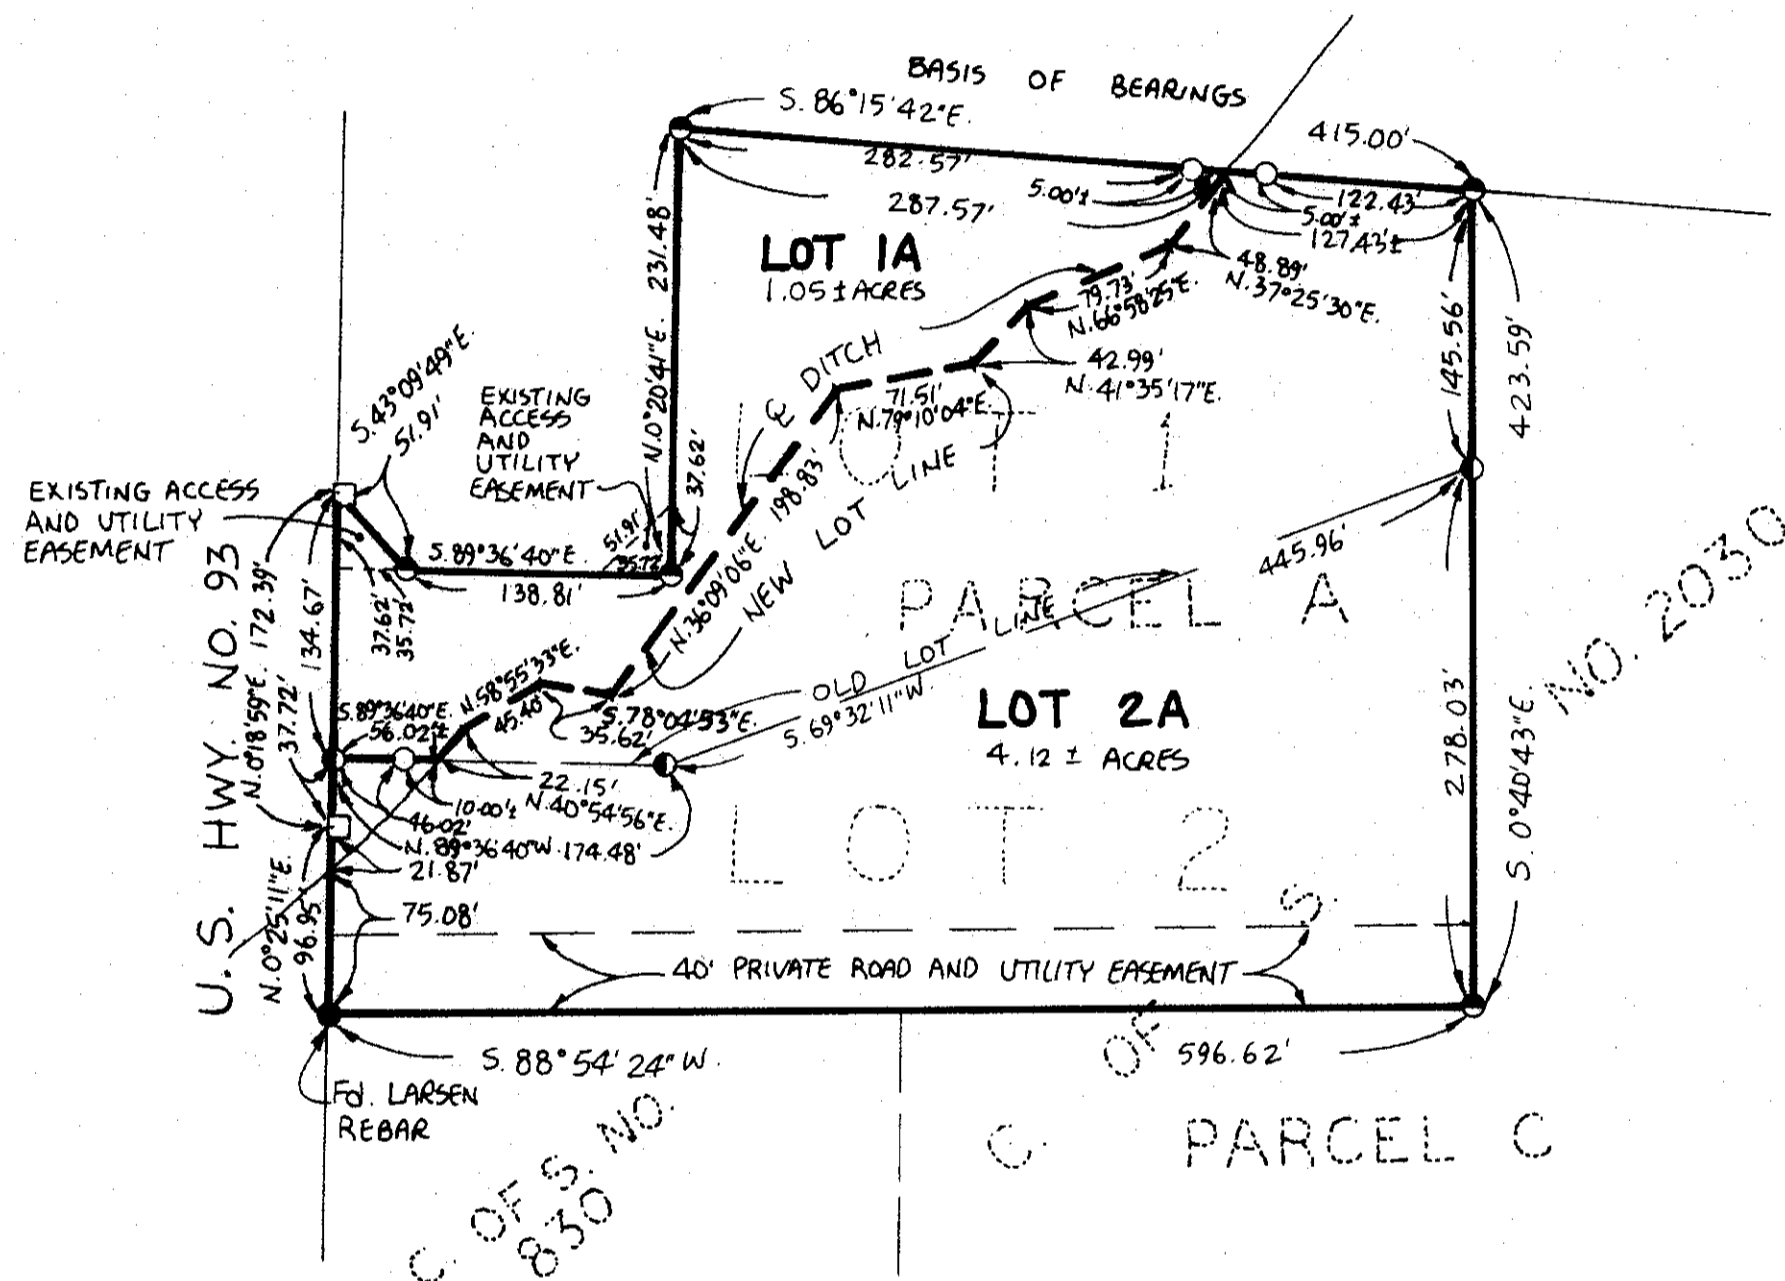 BASIS OF BEARINGS
S. 86°15'42"E.
415.00'
282.57'
287.57'
5.00'±
122.43'
5.00'±
127.43'±
LOT 1A
1.05 ± ACRES
48.89'
N.37°25'30"E.
79.73'
N.66°58'25"E.
42.99'
N.41°35'17"E.
145.56'
423.59'
231.48'
N.0°20'41"E.
37.62'
℄ DITCH
71.51'
N.79°10'04"E.
S.43°09'49"E.
51.91'
EXISTING
ACCESS
AND
UTILITY
EASEMENT
EXISTING ACCESS
AND UTILITY
EASEMENT
LOT 1
S.89°36'40"E.
138.81'
51.91'
35.72'
N.36°09'06"E. 198.83'
NEW LOT LINE
445.96'
PARCEL A
NO. 2030
U.S. HWY. NO. 93
N.0°18'59"E. 172.39'
134.67'
37.72'
37.62'
35.72'
S.89°36'40"E.
56.02'±
N.58°55'33"E.
45.40'
S.78°04'53"E.
35.62'
OLD LOT LINE
S.69°32'11"W.
LOT 2A
4.12 ± ACRES
22.15'
N.40°54'56"E.
10.00'±
46.02'
N.89°36'40"W. 174.48'
21.87'
75.08'
N.0°25'11"E.
96.95'
LOT 2
278.03'
S.0°40'43"E.
S.
40' PRIVATE ROAD AND UTILITY EASEMENT
S.88°54'24"W.
596.62'
OF
Fd. LARSEN
REBAR
C.
PARCEL C
C. OF S. NO.
830